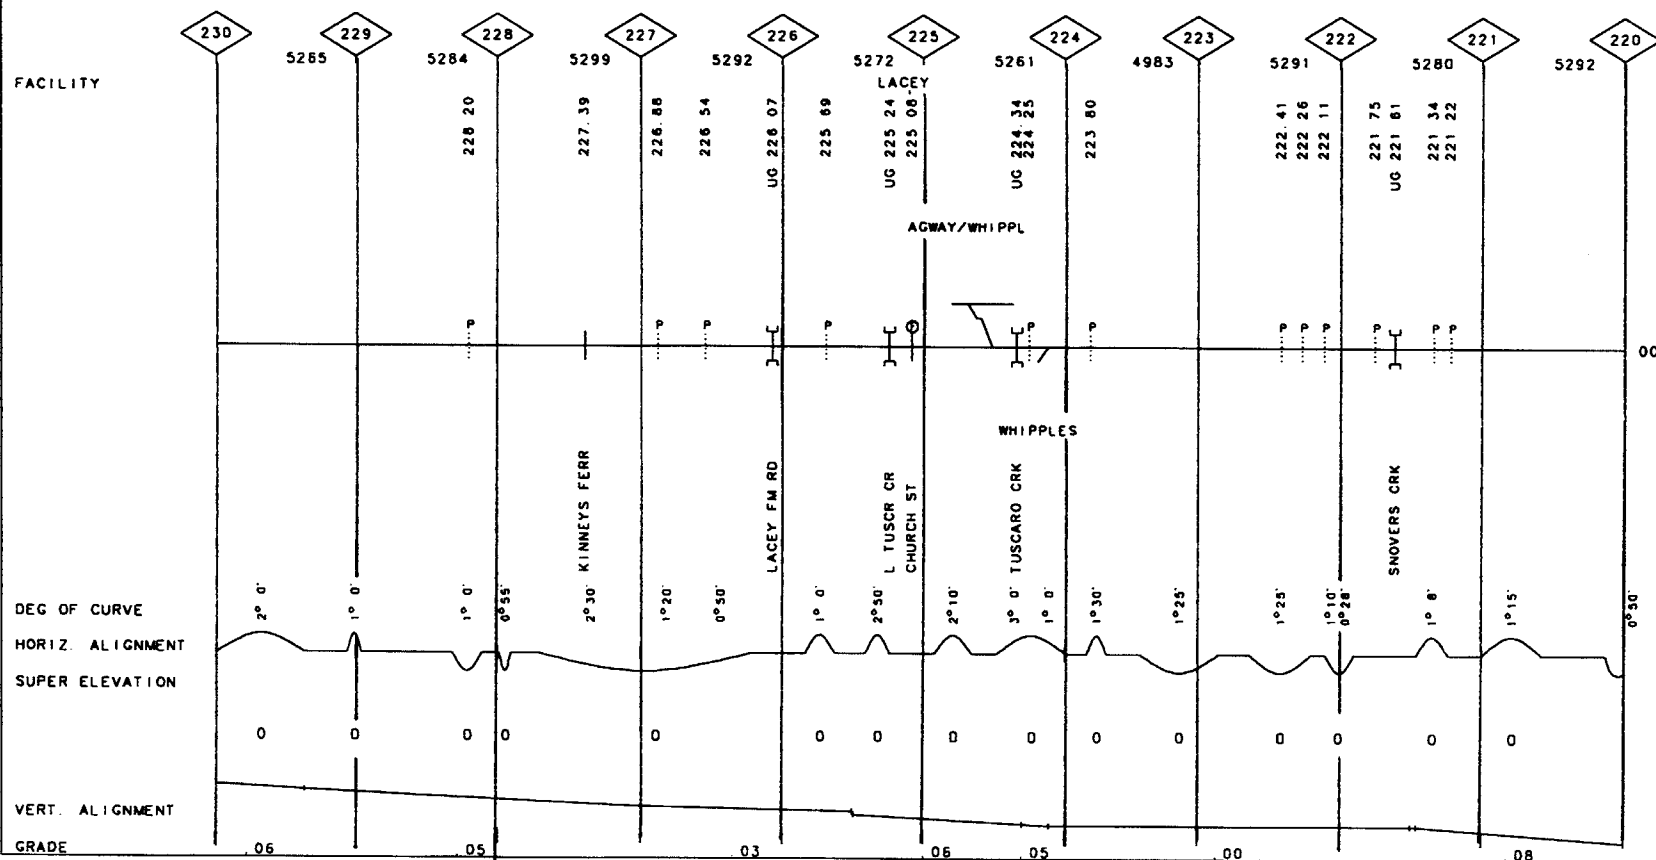 230 229 228 227 226 225 224 223 222 221 220
5265 5284 5299 5292 5272 5261 4983 5291 5280 5292
FACILITY
LACEY
228 20
227.39
226.88
226 54
UG 226 07
225 69
UG 225 24
225 08
UG 224.34
224 25
223 80
222.41
222 26
222 11
221 75
UG 221 61
221 34
221 22
AGWAY/WHIPPL
P P P P P P P P P P P P
00
WHIPPLES
KINNEYS FERR
LACEY FM RD
L TUSCR CR
CHURCH ST
TUSCARO CRK
SNOVERS CRK
DEG OF CURVE
2° 0' 1° 0' 1° 0' 0°55' 2°30' 1°20' 0°50' 1° 0' 2°50' 2°10' 3° 0' 1° 0' 1°30' 1°25' 1°25' 1°10' 0°28' 1° 8' 1°15' 0°50'
HORIZ. ALIGNMENT
SUPER ELEVATION
0 0 0 0 0 0 0 0 0 0 0 0 0 0 0
VERT. ALIGNMENT
GRADE
.06 .05 .03 .06 .05 .00 .08